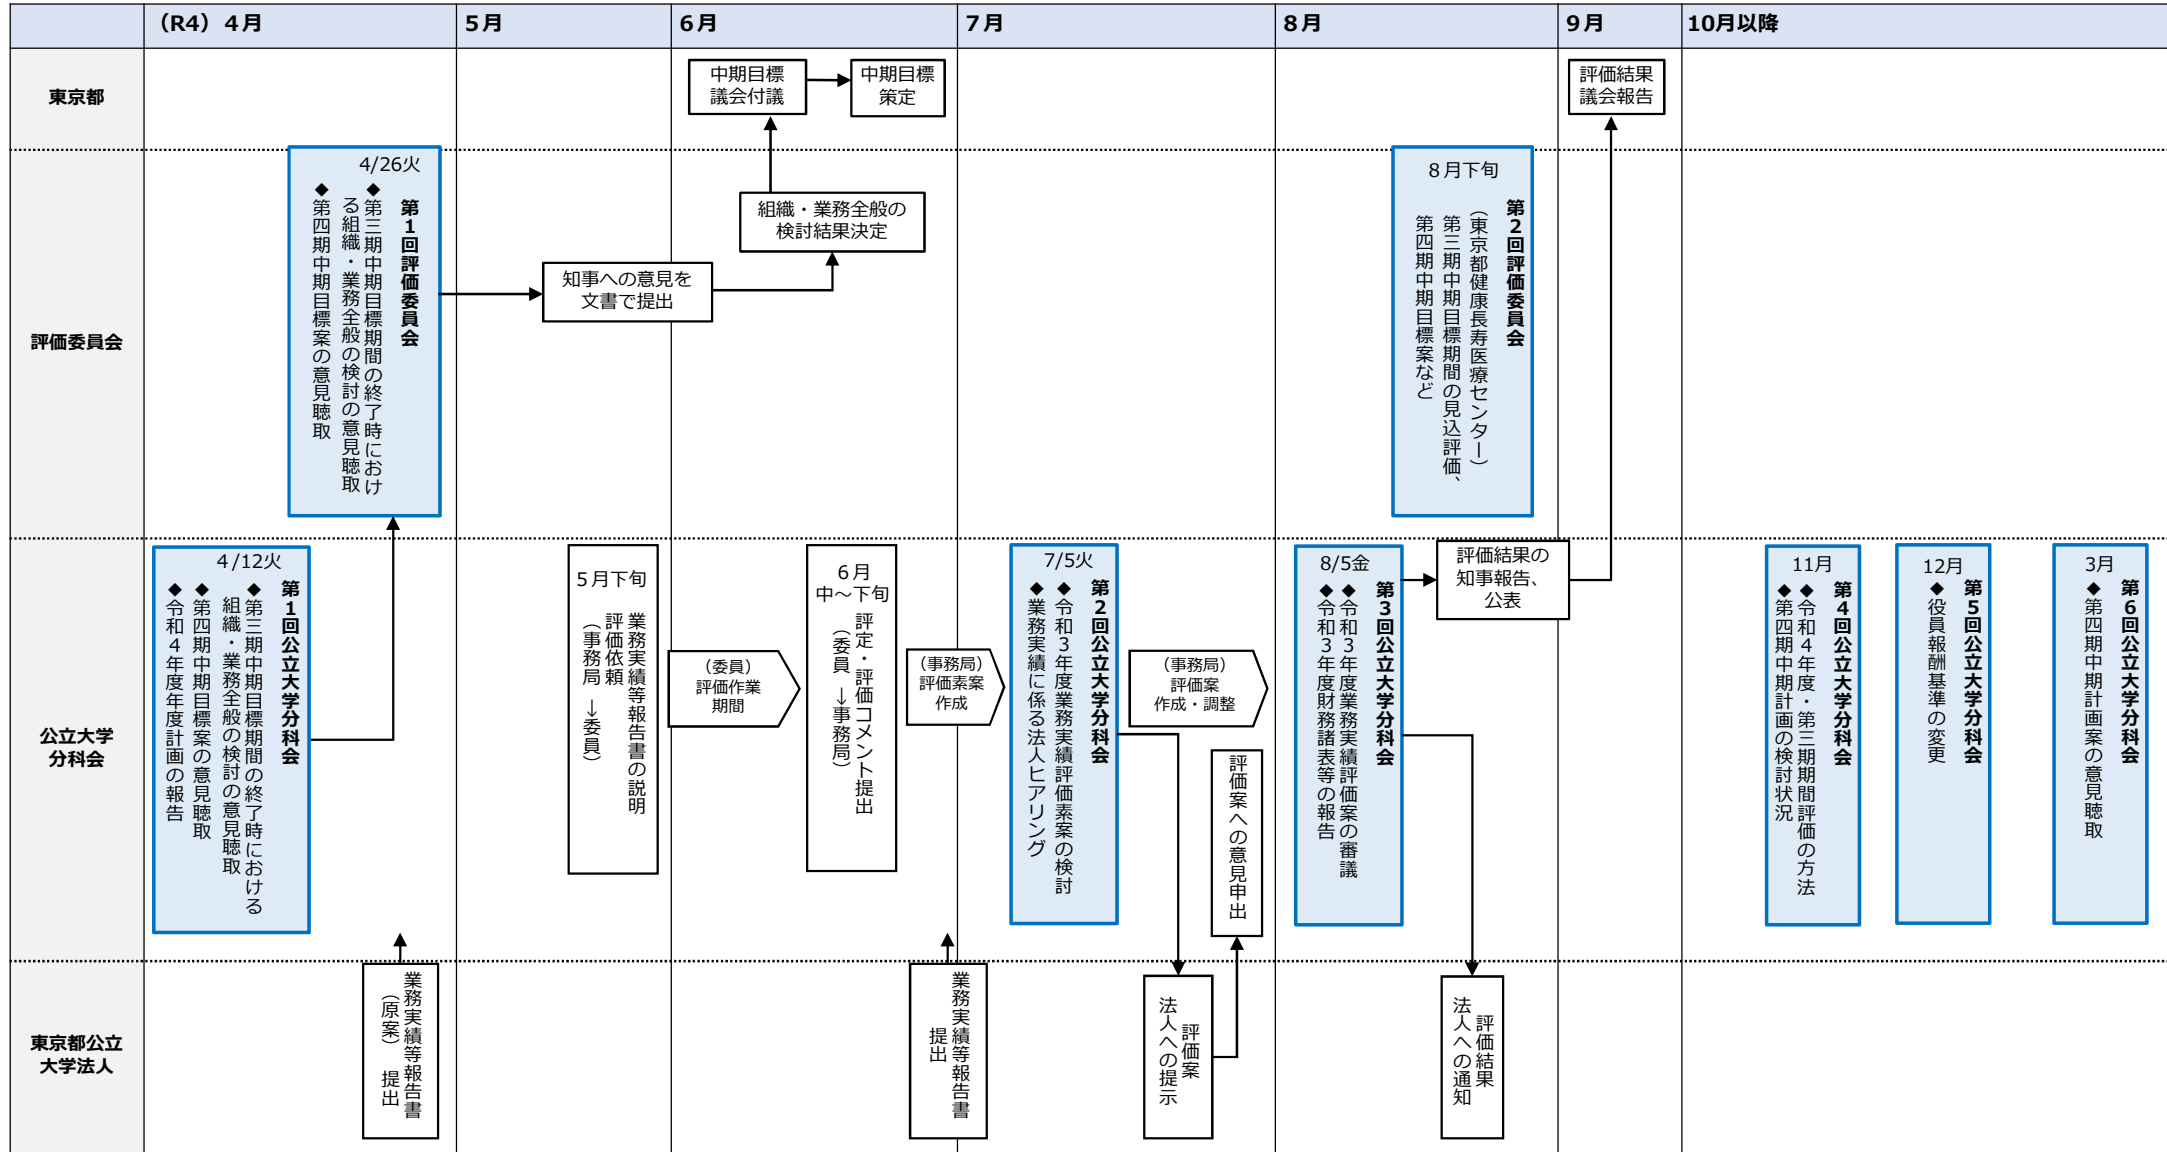 （R4）4月
5月
6月
7月
8月
9月
10月以降
東京都
中期目標
議会付議
中期目標
策定
評価結果
議会報告
評価委員会
4/26火
第1回評価委員会
◆第三期中期目標期間の終了時におけ
る組織・業務全般の検討の意見聴取
◆第四期中期目標案の意見聴取
知事への意見を
文書で提出
組織・業務全般の
検討結果決定
8月下旬
第2回評価委員会
（東京都健康長寿医療センター）
第三期中期目標期間の見込評価、
第四期中期目標案など
公立大学
分科会
4/12火
第1回公立大学分科会
◆第三期中期目標期間の終了時における
組織・業務全般の検討の意見聴取
◆第四期中期目標案の意見聴取
◆令和4年度年度計画の報告
5月下旬
業務実績等報告書の説明
評価依頼
（事務局→委員）
（委員）
評価作業
期間
6月
中～下旬
評定・評価コメント提出
（委員→事務局）
（事務局）
評価素案
作成
7/5火
第2回公立大学分科会
◆令和3年度業務実績評価素案の検討
◆業務実績に係る法人ヒアリング
（事務局）
評価案
作成・調整
評価案への意見申出
8/5金
第3回公立大学分科会
◆令和3年度業務実績評価案の審議
◆令和3年度財務諸表等の報告
評価結果の
知事報告、
公表
11月
第4回公立大学分科会
◆令和4年度・第三期期間評価の方法
◆第四期中期計画の検討状況
12月
第5回公立大学分科会
◆役員報酬基準の変更
3月
第6回公立大学分科会
◆第四期中期計画案の意見聴取
東京都公立
大学法人
業務実績等報告書
（原案）　提出
業務実績等報告書
提出
評価案
法人への提示
評価結果
法人への通知